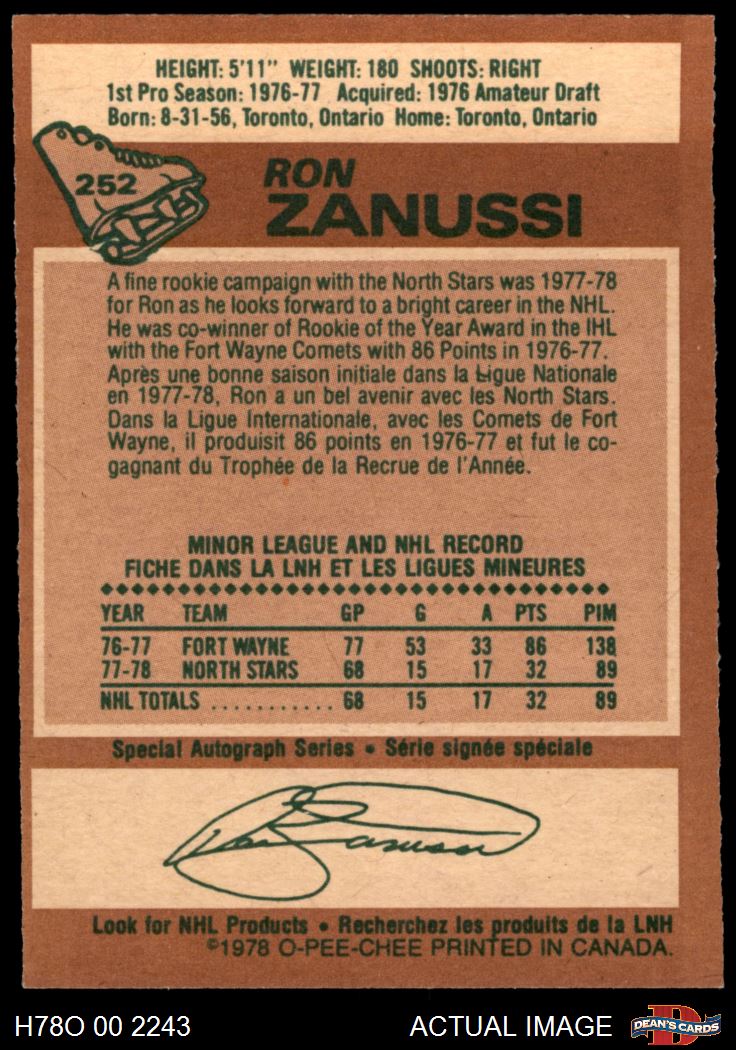 HEIGHT: 5'11" WEIGHT: 180 SHOOTS: RIGHT
1st Pro Season: 1976-77 Acquired: 1976 Amateur Draft
Born: 8-31-56, Toronto, Ontario Home: Toronto, Ontario
252
RON
ZANUSSI
A fine rookie campaign with the North Stars was 1977-78
for Ron as he looks forward to a bright career in the NHL.
He was co-winner of Rookie of the Year Award in the IHL
with the Fort Wayne Comets with 86 Points in 1976-77.
Après une bonne saison initiale dans la Ligue Nationale
en 1977-78, Ron a un bel avenir avec les North Stars.
Dans la Ligue Internationale, avec les Comets de Fort
Wayne, il produisit 86 points en 1976-77 et fut le co-
gagnant du Trophée de la Recrue de l'Année.
MINOR LEAGUE AND NHL RECORD
FICHE DANS LA LNH ET LES LIGUES MINEURES
YEAR TEAM GP G A PTS PIM
76-77 FORT WAYNE 77 53 33 86 138
77-78 NORTH STARS 68 15 17 32 89
NHL TOTALS ........... 68 15 17 32 89
Special Autograph Series • Série signée spéciale
Ron Zanussi
Look for NHL Products • Recherchez les produits de la LNH
©1978 O-PEE-CHEE PRINTED IN CANADA.
H78O 00 2243 ACTUAL IMAGE DEAN'S CARDS